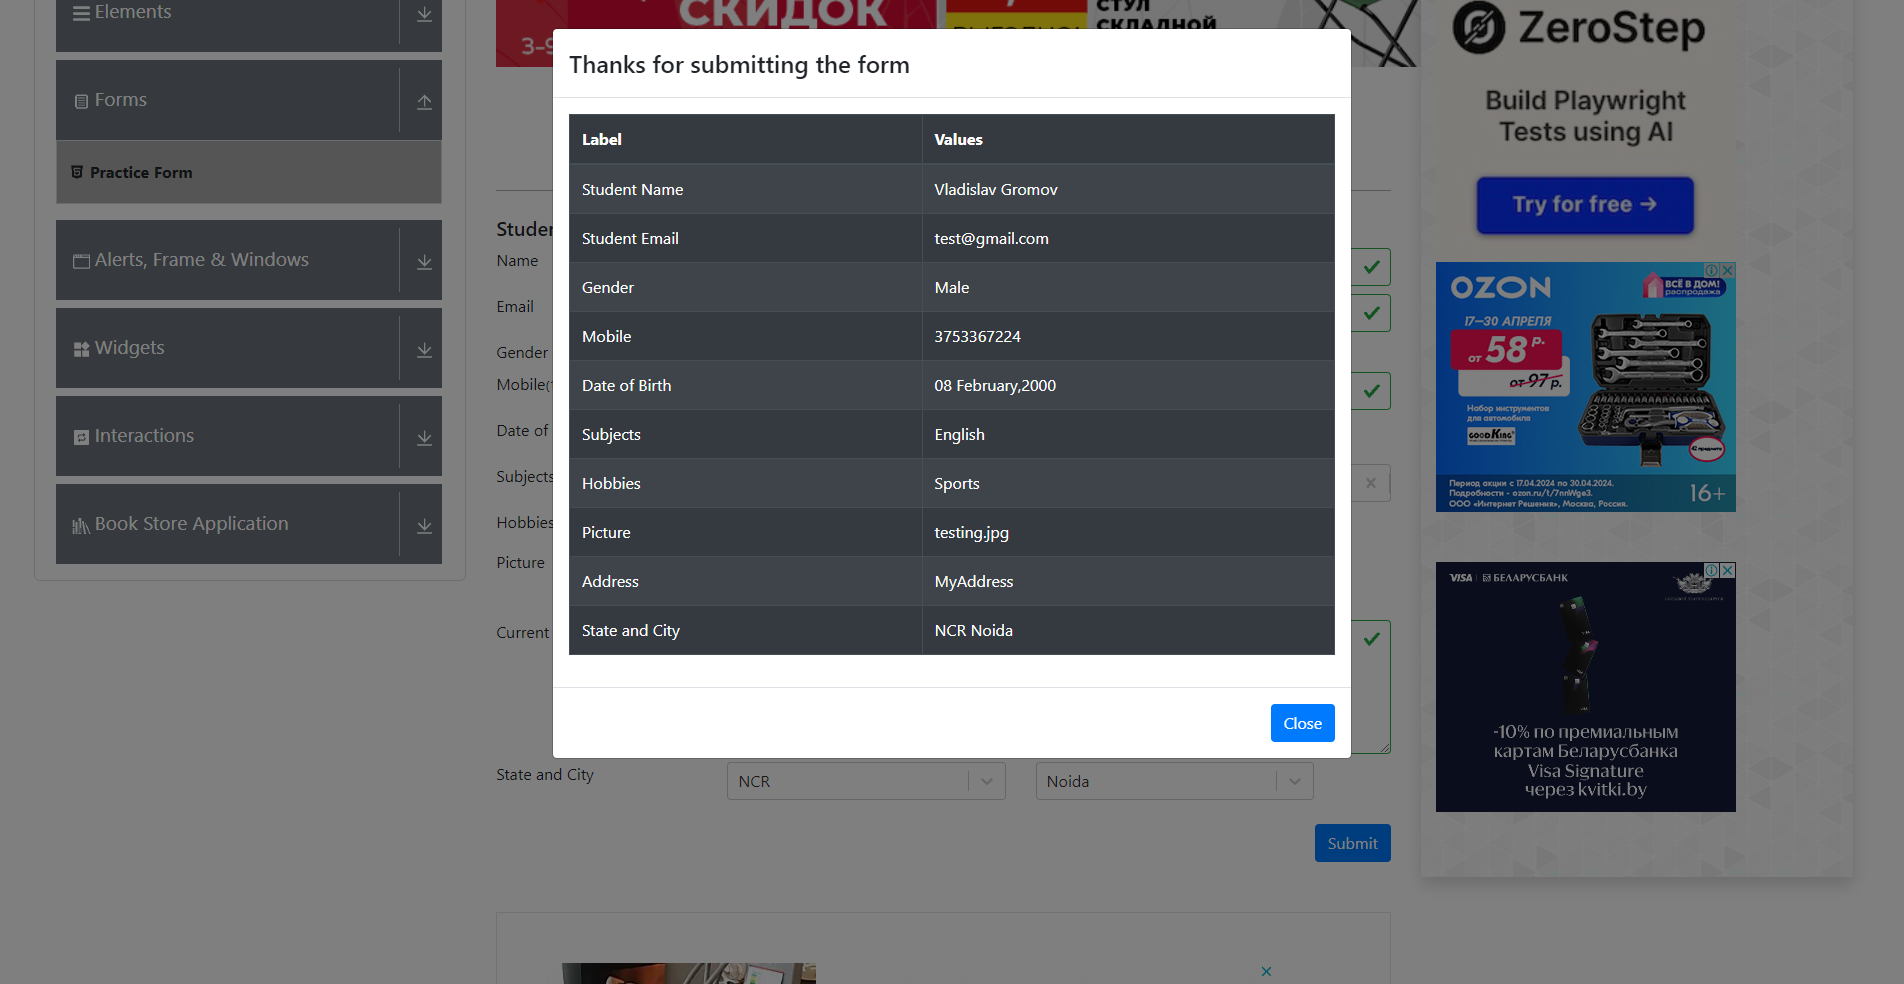 Elements
Forms
Practice Form
Alerts, Frame & Windows
Widgets
Interactions
Book Store Application
СКИДОК
СТУЛ
СКЛАДНОЙ
Thanks for submitting the form
Label Values
Student Name Vladislav Gromov
Student Email test@gmail.com
Gender Male
Mobile 3753367224
Date of Birth 08 February,2000
Subjects English
Hobbies Sports
Picture testing.jpg
Address MyAddress
State and City NCR Noida
Close
Name
Email
Gender
Date of
Subjects
Hobbies
Picture
Current
State and City NCR Noida
Submit
ZeroStep
Build Playwright
Tests using AI
Try for free →
OZON
ВСЁ В ДОМ!
распродажа
17—30 АПРЕЛЯ
от 58 р.
от 97 р.
Набор инструментов
для автомобиля
GOOD KING
42 предмета
Период акции с 17.04.2024 по 30.04.2024.
Подробности - ozon.ru/t/7nnWge3.
ООО «Интернет Решения», Москва, Россия.
16+
VISA БЕЛАРУСБАНК
-10% по премиальным
картам Беларусбанка
Visa Signature
через kvitki.by